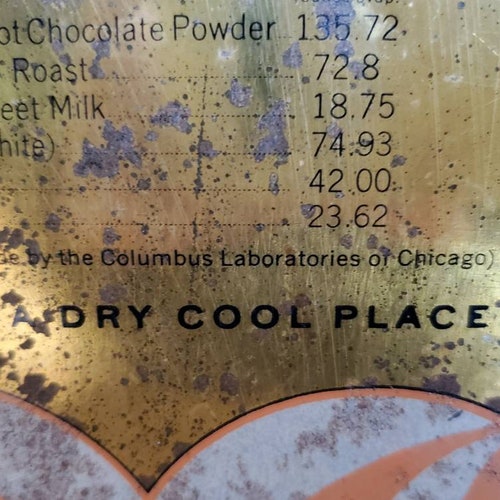 ot Chocolate Powder 135.72
Roast 72.8
eet Milk 18.75
hite) 74.93
42.00
23.62
de by the Columbus Laboratories of Chicago)
A DRY COOL PLACE